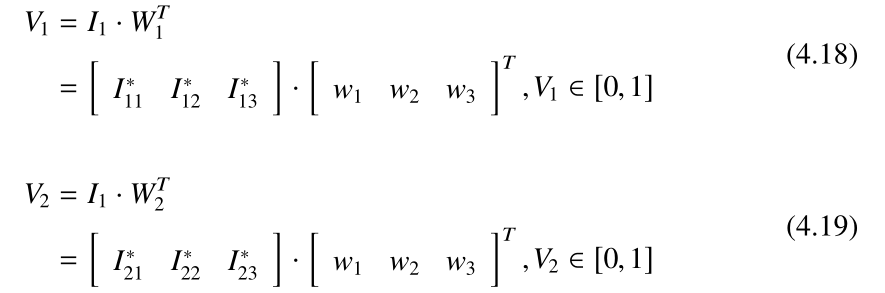 V₁ = I₁ · W₁ᵀ
= [ I*₁₁ I*₁₂ I*₁₃ ] · [ w₁ w₂ w₃ ]ᵀ , V₁ ∈ [0, 1]
(4.18)
V₂ = I₁ · W₂ᵀ
= [ I*₂₁ I*₂₂ I*₂₃ ] · [ w₁ w₂ w₃ ]ᵀ , V₂ ∈ [0, 1]
(4.19)